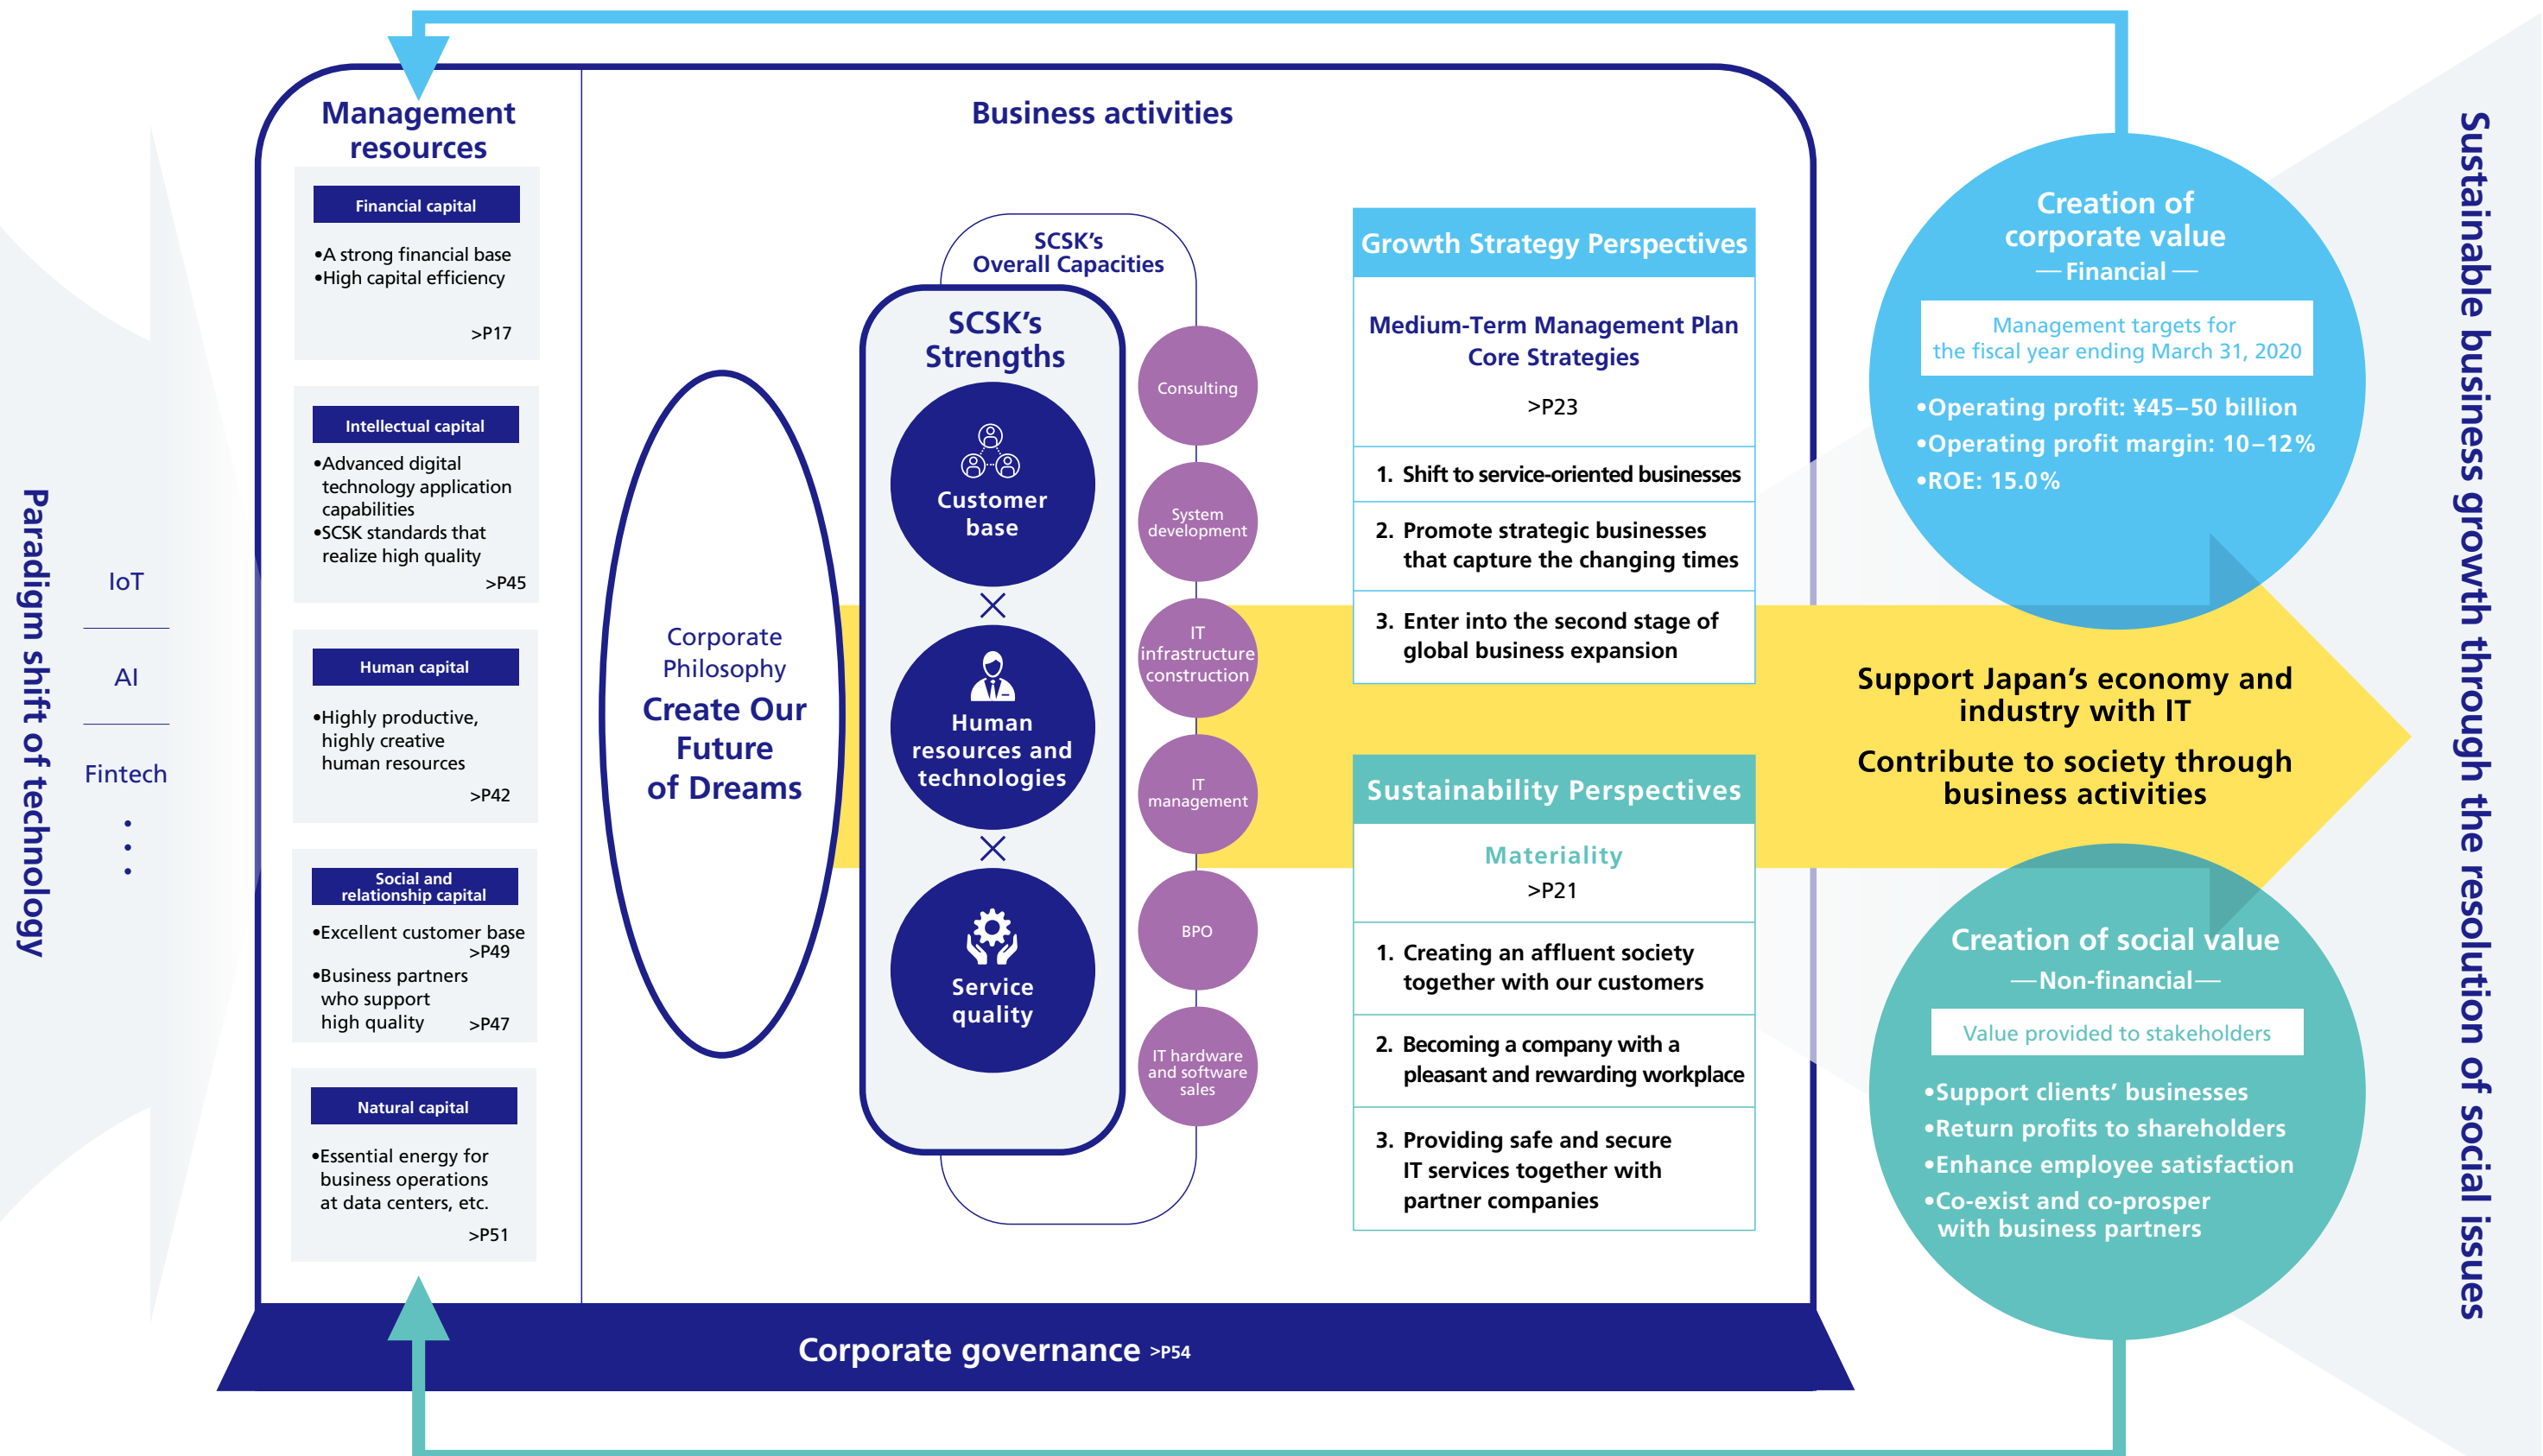 Paradigm shift of technology
IoT
AI
Fintech
Management
resources
Financial capital
•A strong financial base
•High capital efficiency
>P17
Intellectual capital
•Advanced digital
technology application
capabilities
•SCSK standards that
realize high quality
>P45
Human capital
•Highly productive,
highly creative
human resources
>P42
Social and
relationship capital
•Excellent customer base
>P49
•Business partners
who support
high quality >P47
Natural capital
•Essential energy for
business operations
at data centers, etc.
>P51
Business activities
Corporate
Philosophy
Create Our
Future
of Dreams
SCSK's
Overall Capacities
SCSK's
Strengths
Customer
base
×
Human
resources and
technologies
×
Service
quality
Consulting
System
development
IT
infrastructure
construction
IT
management
BPO
IT hardware
and software
sales
Growth Strategy Perspectives
Medium-Term Management Plan
Core Strategies
>P23
1. Shift to service-oriented businesses
2. Promote strategic businesses
that capture the changing times
3. Enter into the second stage of
global business expansion
Sustainability Perspectives
Materiality
>P21
1. Creating an affluent society
together with our customers
2. Becoming a company with a
pleasant and rewarding workplace
3. Providing safe and secure
IT services together with
partner companies
Corporate governance >P54
Creation of
corporate value
—Financial—
Management targets for
the fiscal year ending March 31, 2020
•Operating profit: ¥45–50 billion
•Operating profit margin: 10–12%
•ROE: 15.0%
Support Japan's economy and
industry with IT
Contribute to society through
business activities
Creation of social value
—Non-financial—
Value provided to stakeholders
•Support clients' businesses
•Return profits to shareholders
•Enhance employee satisfaction
•Co-exist and co-prosper
with business partners
Sustainable business growth through the resolution of social issues